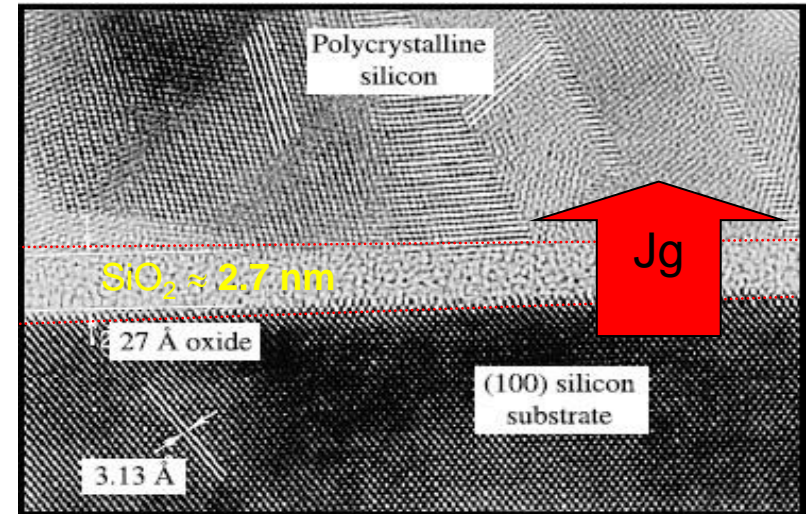 Polycrystalline
silicon
Jg
SiO₂ ≈ 2.7 nm
27 Å oxide
(100) silicon
substrate
3.13 Å